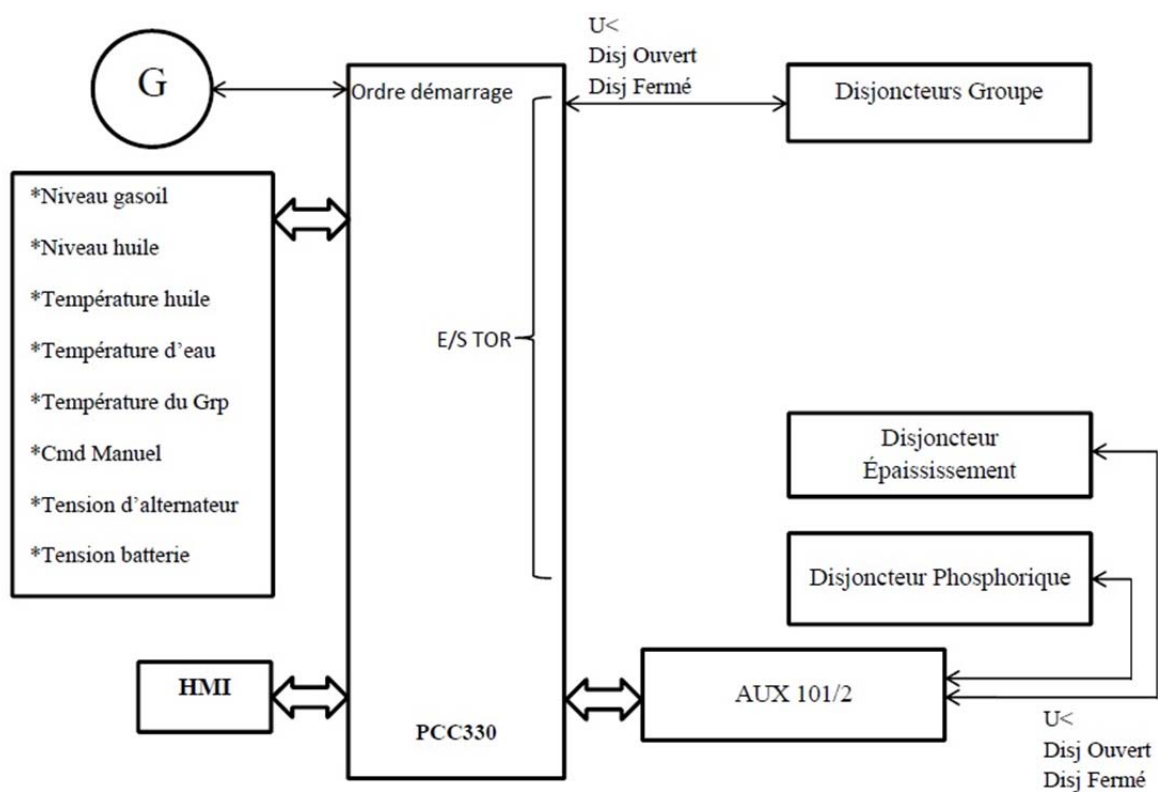 G
Ordre démarrage
U<
Disj Ouvert
Disj Fermé
Disjoncteurs Groupe
*Niveau gasoil
*Niveau huile
*Température huile
*Température d'eau
*Température du Grp
*Cmd Manuel
*Tension d'alternateur
*Tension batterie
E/S TOR
Disjoncteur
Épaississement
Disjoncteur Phosphorique
HMI
PCC330
AUX 101/2
U<
Disj Ouvert
Disj Fermé